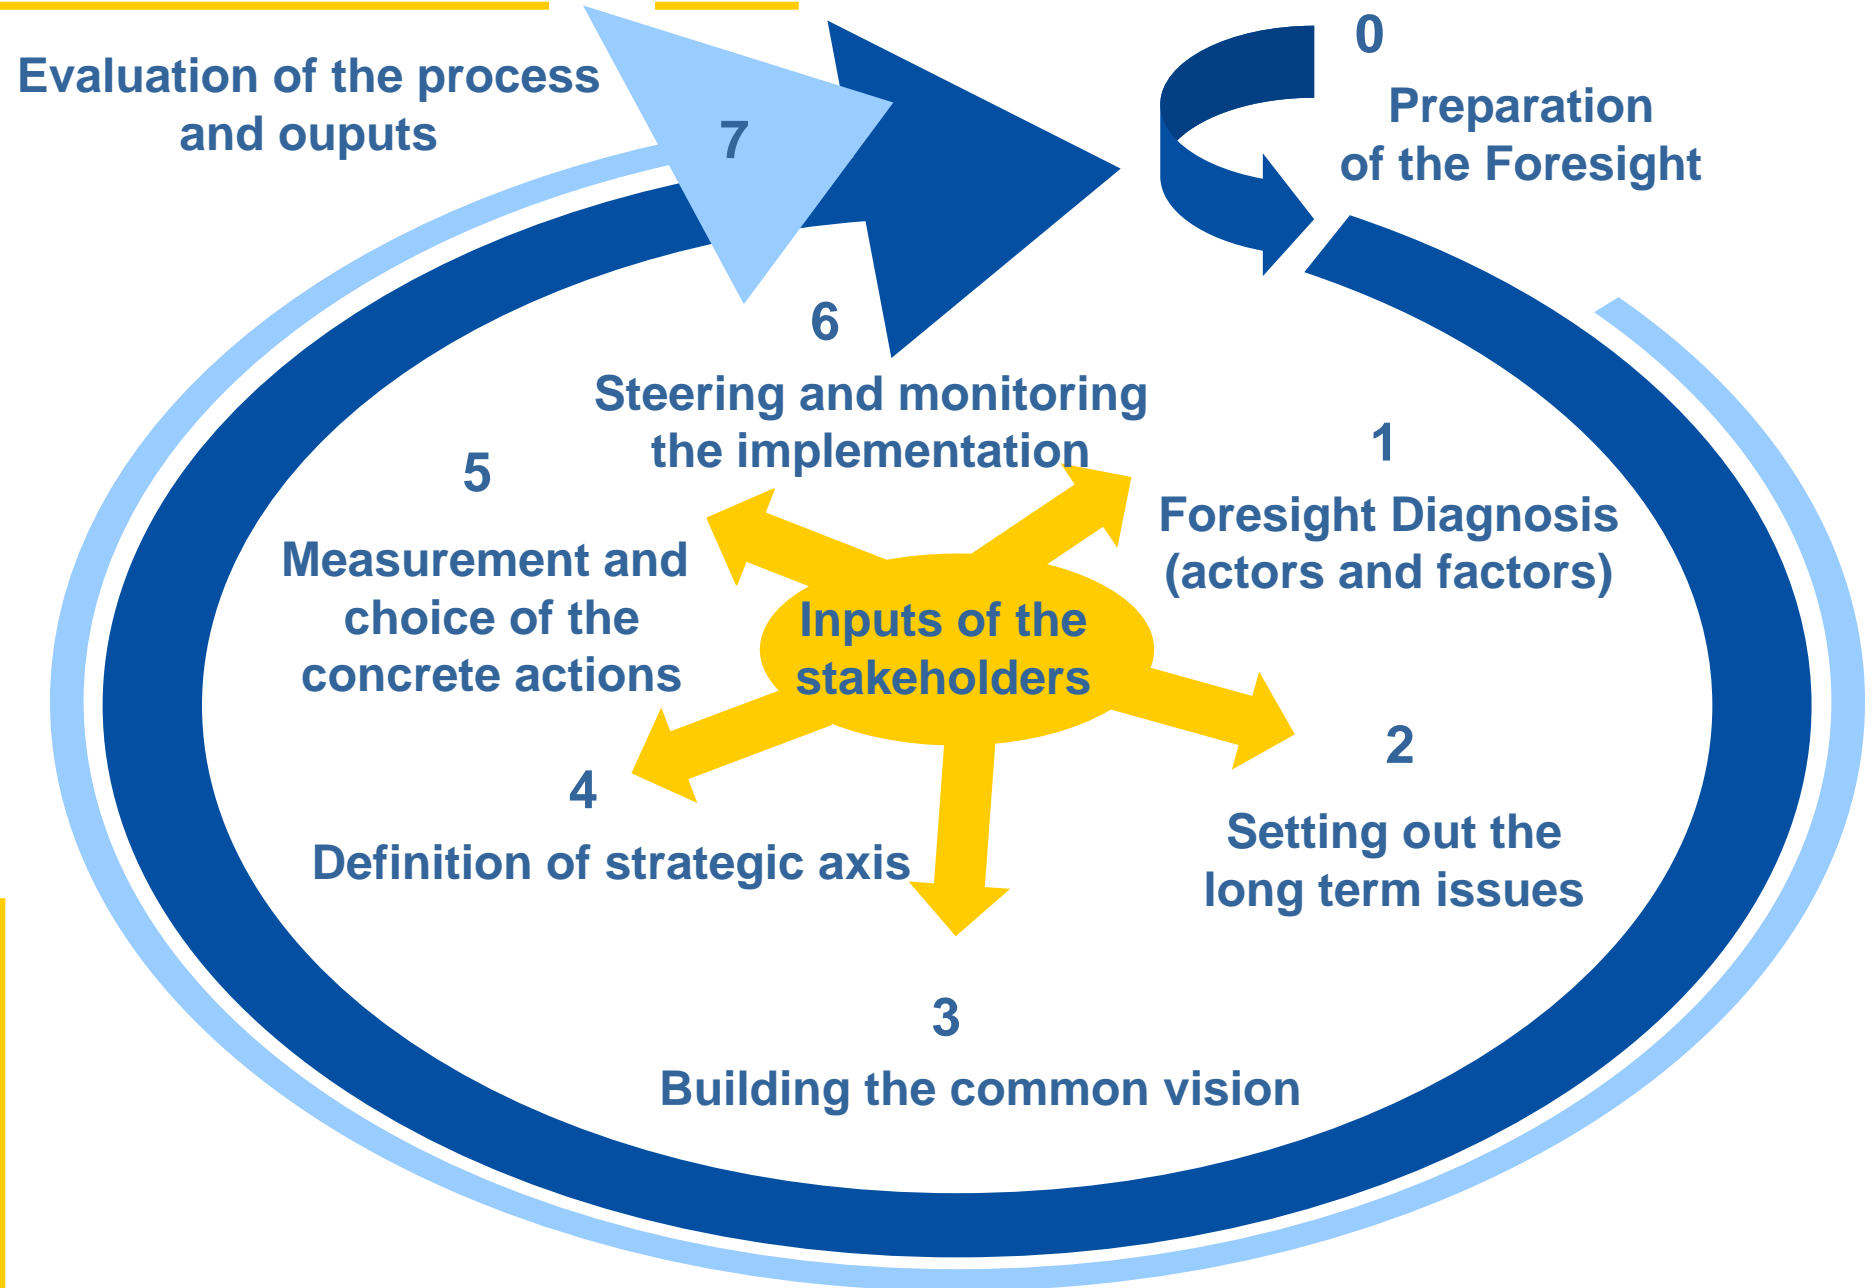 0
Preparation
of the Foresight
1
Foresight Diagnosis
(actors and factors)
2
Setting out the
long term issues
3
Building the common vision
4
Definition of strategic axis
5
Measurement and
choice of the
concrete actions
6
Steering and monitoring
the implementation
7
Evaluation of the process
and ouputs
Inputs of the
stakeholders